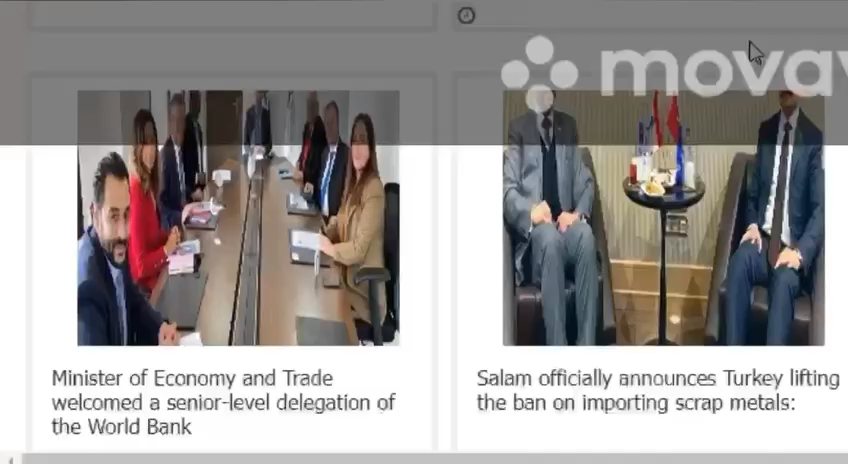 movav
Minister of Economy and Trade
welcomed a senior-level delegation of
the World Bank
Salam officially announces Turkey lifting
the ban on importing scrap metals: